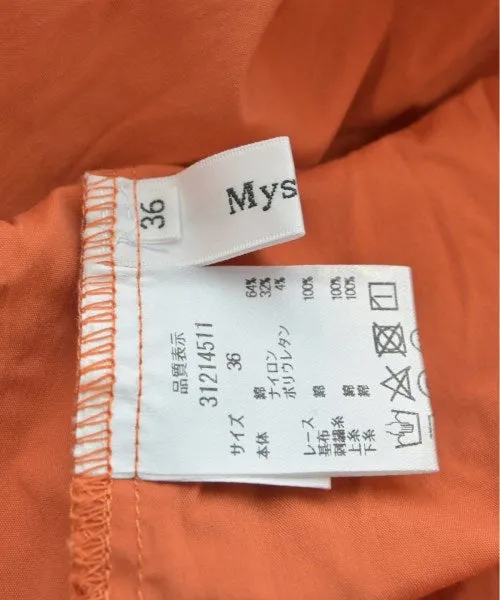 36
Mys
品質表示
31214511
サイズ 36
本体 綿 64%
ナイロン 32%
ポリウレタン 4%
レース
基布 綿 100%
刺繍糸
上糸 綿 100%
下糸 綿 100%